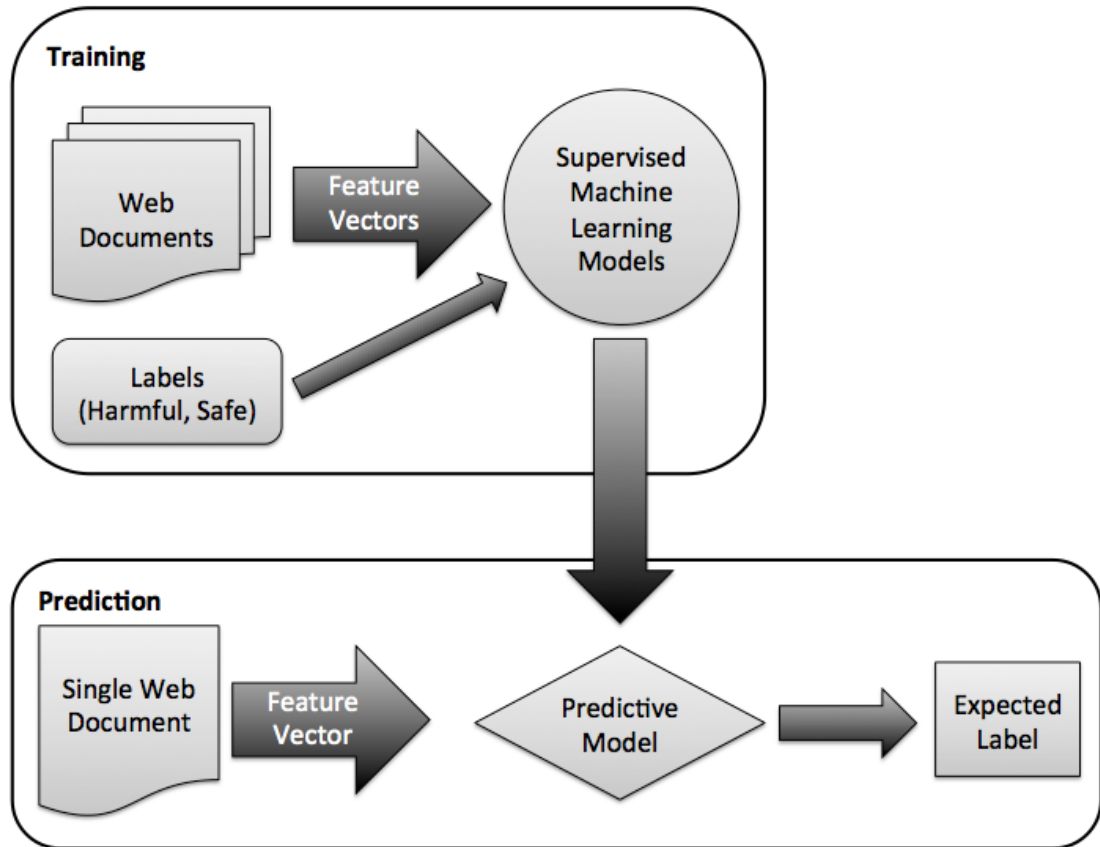 Training
Web
Documents
Feature
Vectors
Supervised
Machine
Learning
Models
Labels
(Harmful, Safe)
Prediction
Single Web
Document
Feature
Vector
Predictive
Model
Expected
Label